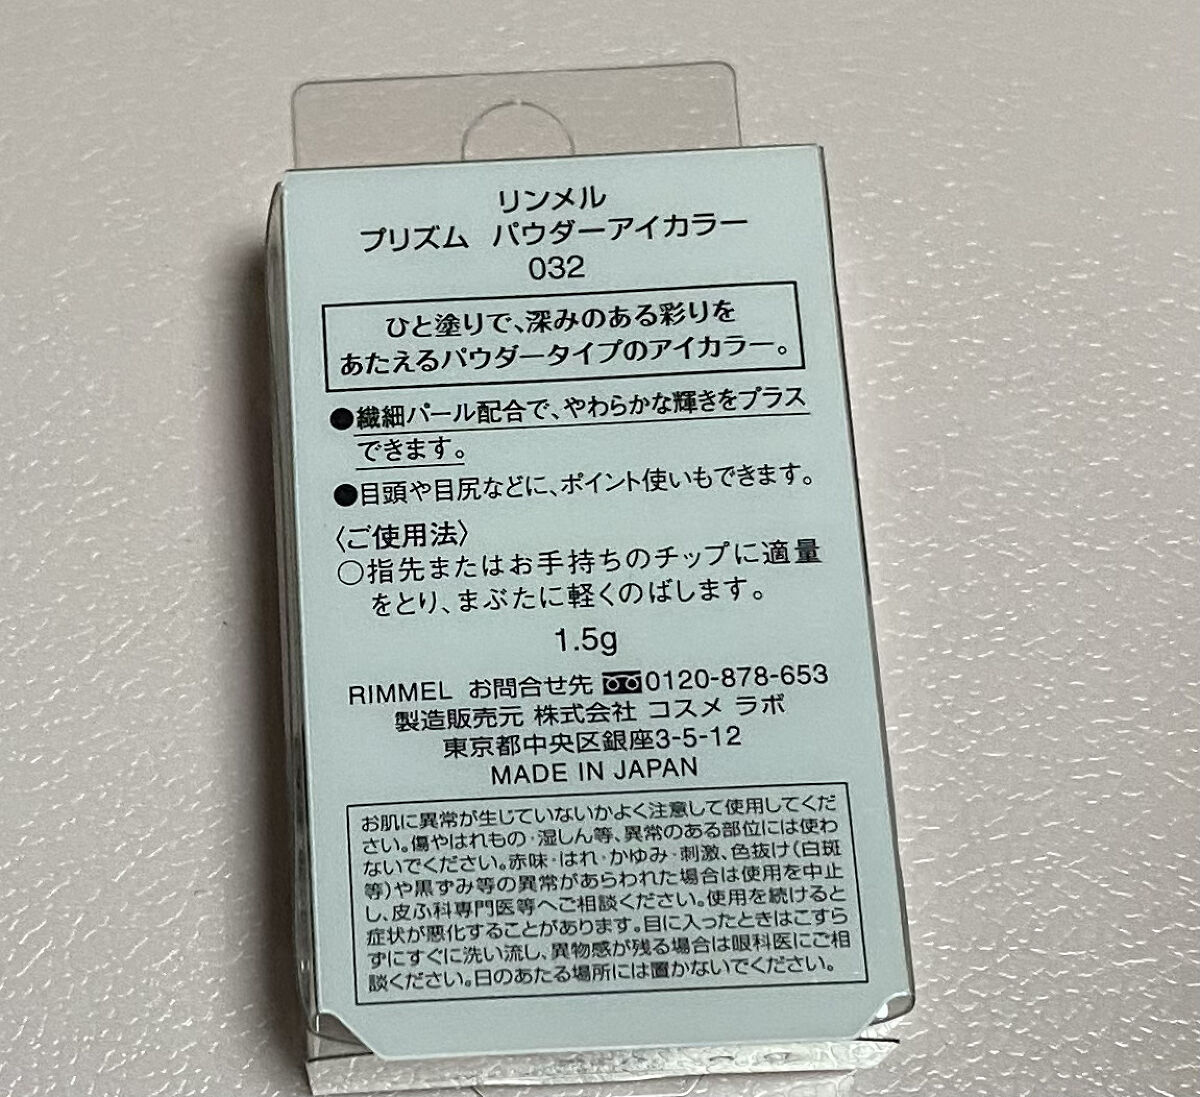 リンメル
プリズム パウダーアイカラー
032
ひと塗りで、深みのある彩りを
あたえるパウダータイプのアイカラー。
●繊細パール配合で、やわらかな輝きをプラス
できます。
●目頭や目尻などに、ポイント使いもできます。
〈ご使用法〉
○指先またはお手持ちのチップに適量
をとり、まぶたに軽くのばします。
1.5g
RIMMEL お問合せ先 0120-878-653
製造販売元 株式会社 コスメ ラボ
東京都中央区銀座3-5-12
MADE IN JAPAN
お肌に異常が生じていないかよく注意して使用してくだ
さい。傷やはれもの・湿しん等、異常のある部位には使わ
ないでください。赤味・はれ・かゆみ・刺激、色抜け(白斑
等)や黒ずみ等の異常があらわれた場合は使用を中止
し、皮ふ科専門医等へご相談ください。使用を続けると
症状が悪化することがあります。目に入ったときはこすら
ずにすぐに洗い流し、異物感が残る場合は眼科医にご相
談ください。日のあたる場所には置かないでください。